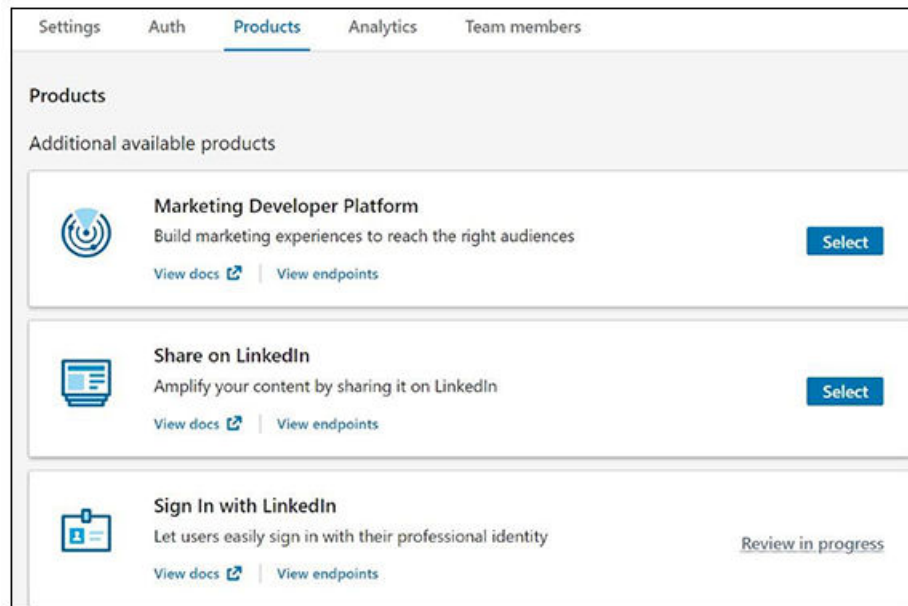 Settings Auth Products Analytics Team members
Products
Additional available products
Marketing Developer Platform
Build marketing experiences to reach the right audiences
Select
View docs View endpoints
Share on LinkedIn
Amplify your content by sharing it on LinkedIn
Select
View docs View endpoints
Sign In with LinkedIn
Let users easily sign in with their professional identity
Review in progress
View docs View endpoints